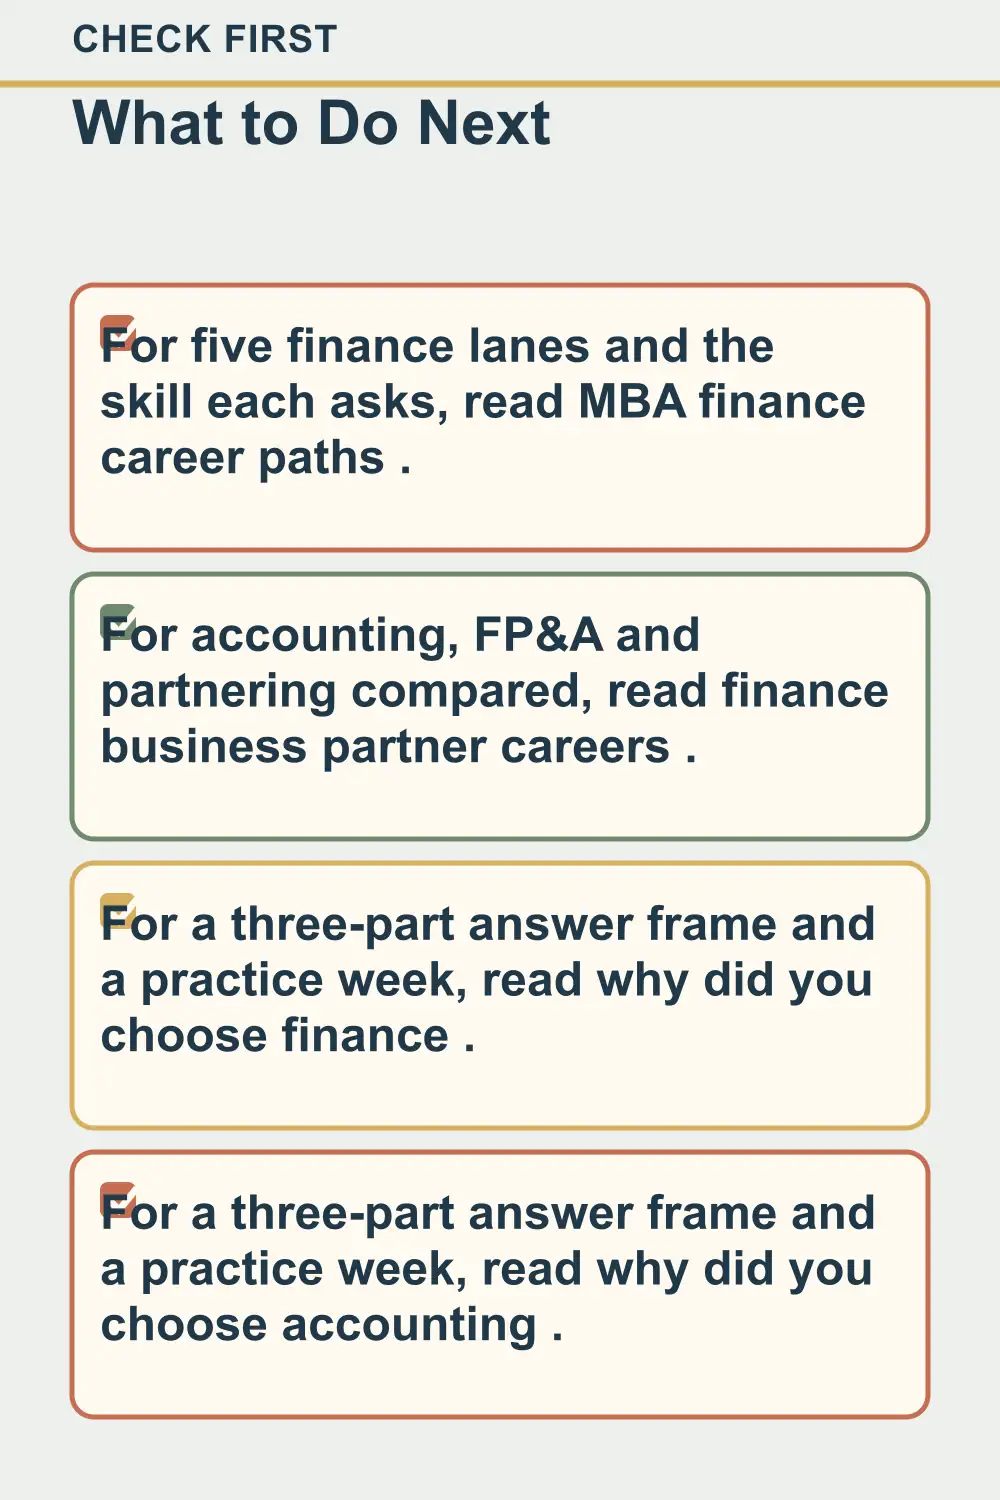 CHECK FIRST
What to Do Next
For five finance lanes and the
skill each asks, read MBA finance
career paths .
For accounting, FP&A and
partnering compared, read finance
business partner careers .
For a three-part answer frame and
a practice week, read why did you
choose finance .
For a three-part answer frame and
a practice week, read why did you
choose accounting .